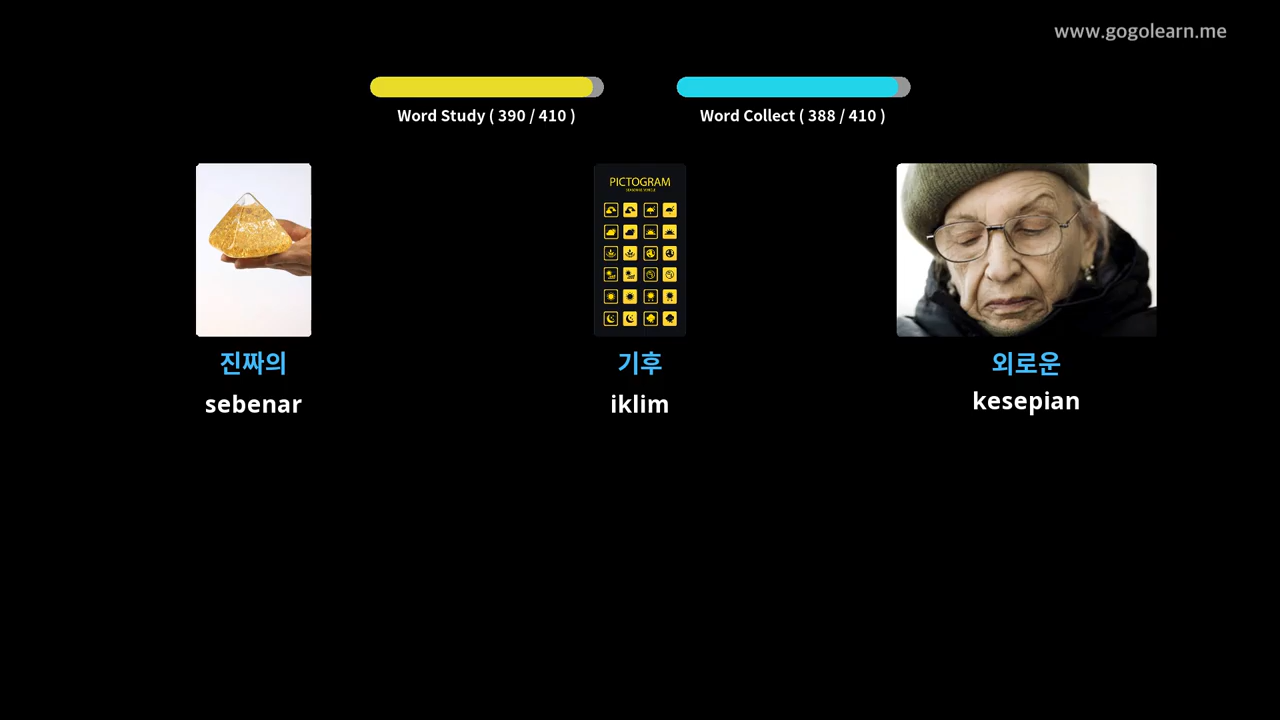 www.gogolearn.me
Word Study ( 390 / 410 )
Word Collect ( 388 / 410 )
PICTOGRAM
진짜의
기후
외로운
sebenar
iklim
kesepian